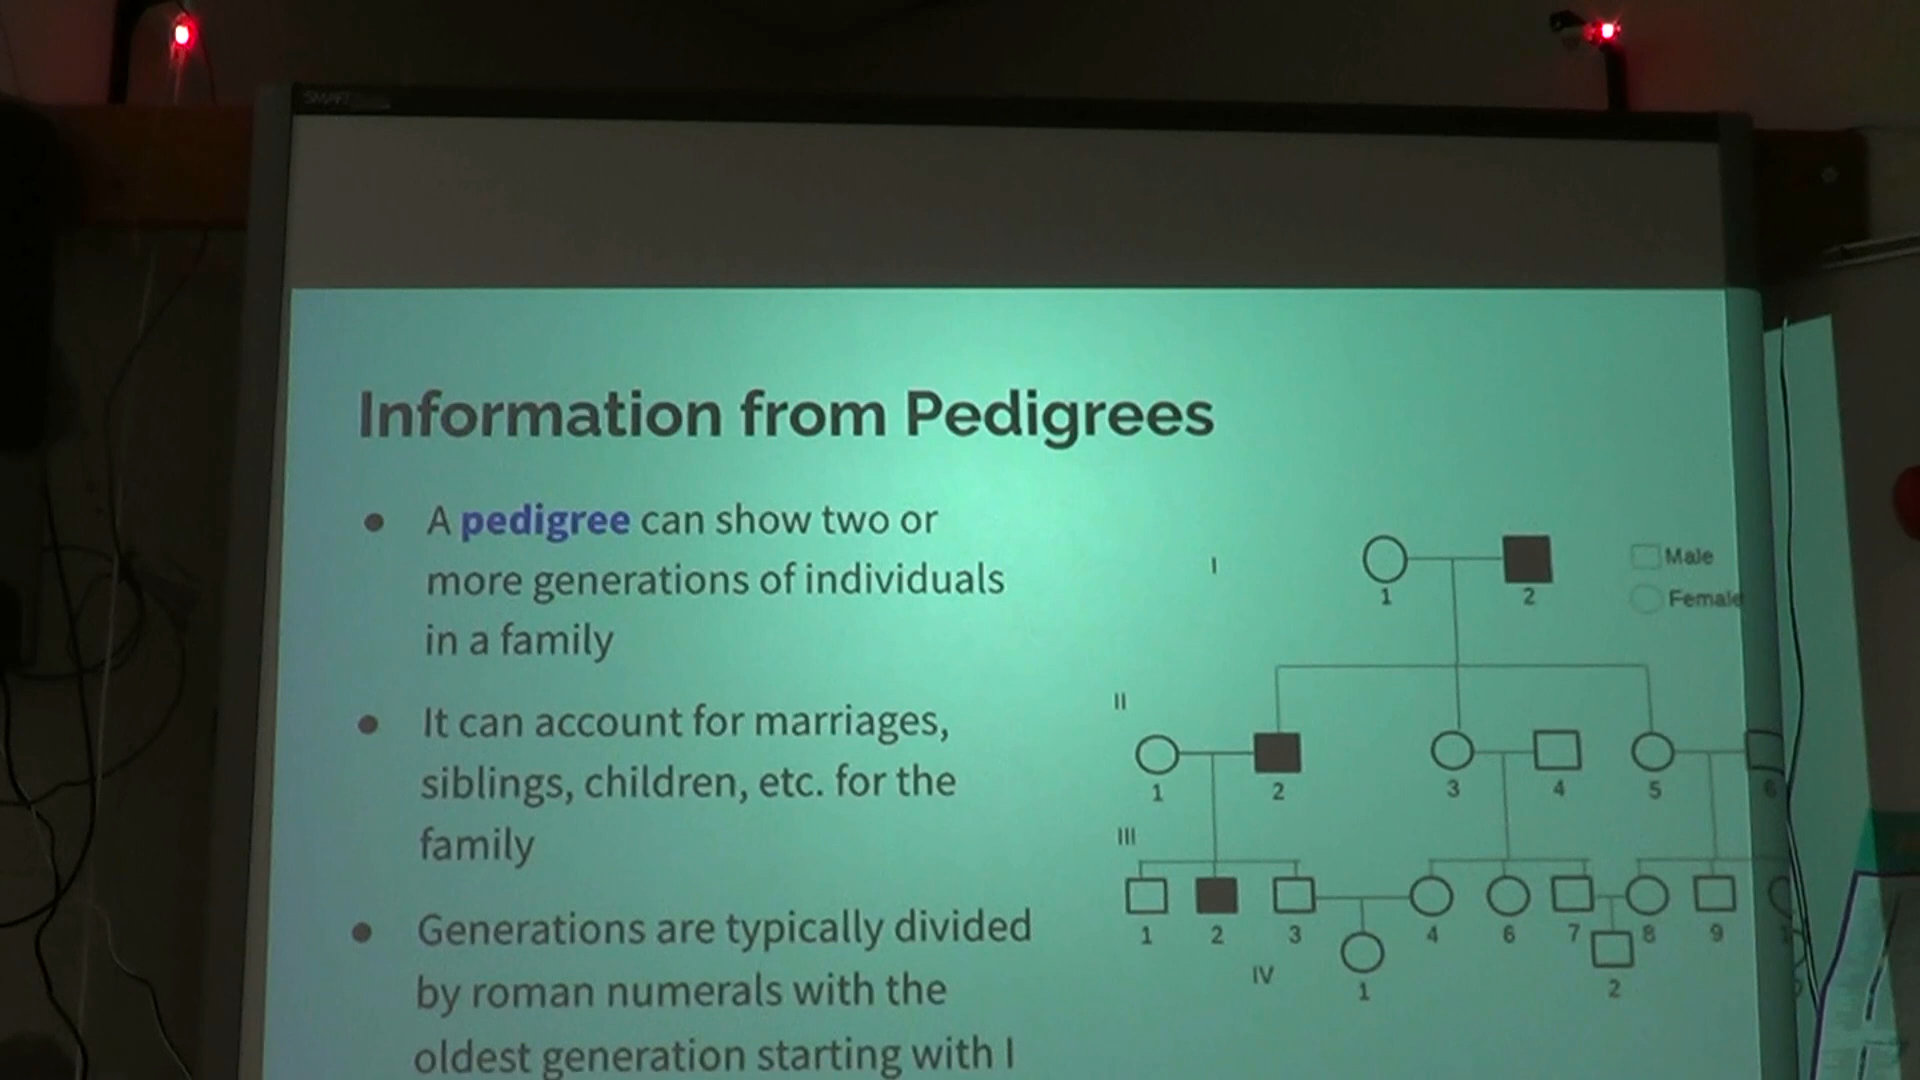 SMART
Information from Pedigrees
A pedigree can show two or
more generations of individuals
in a family
It can account for marriages,
siblings, children, etc. for the
family
Generations are typically divided
by roman numerals with the
oldest generation starting with I
I
1 2
Male
Female
II
1 2 3 4 5 6
III
1 2 3 4 6 7 8 9
IV
1 2